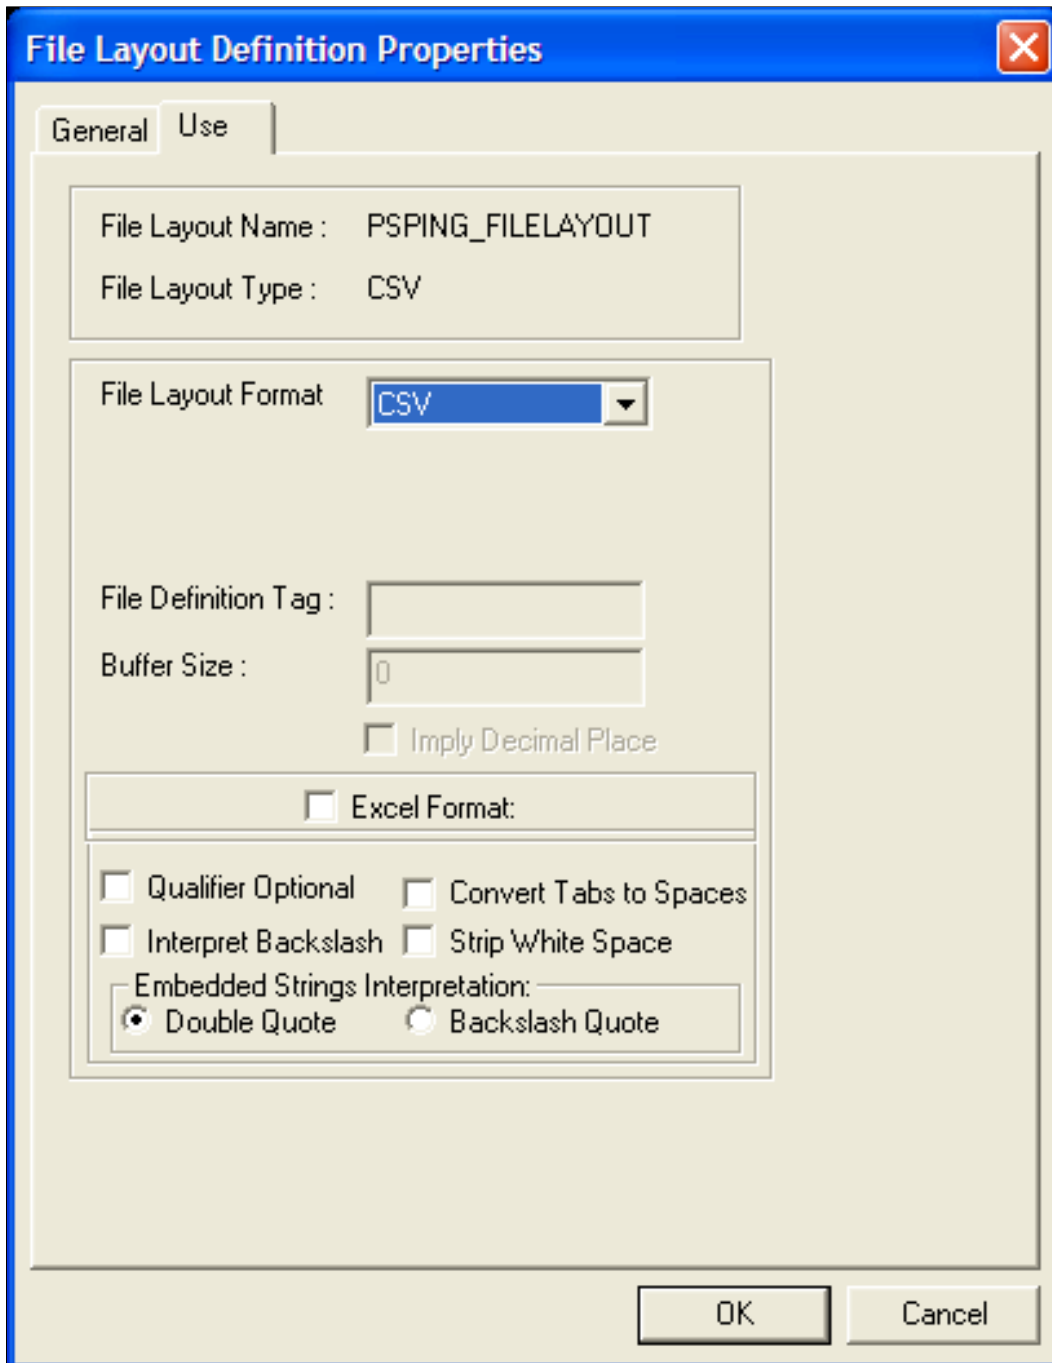 File Layout Definition Properties
General Use
File Layout Name : PSPING_FILELAYOUT
File Layout Type : CSV
File Layout Format CSV
File Definition Tag :
Buffer Size : 0
Imply Decimal Place
Excel Format:
Qualifier Optional Convert Tabs to Spaces
Interpret Backslash Strip White Space
Embedded Strings Interpretation:
Double Quote Backslash Quote
OK Cancel